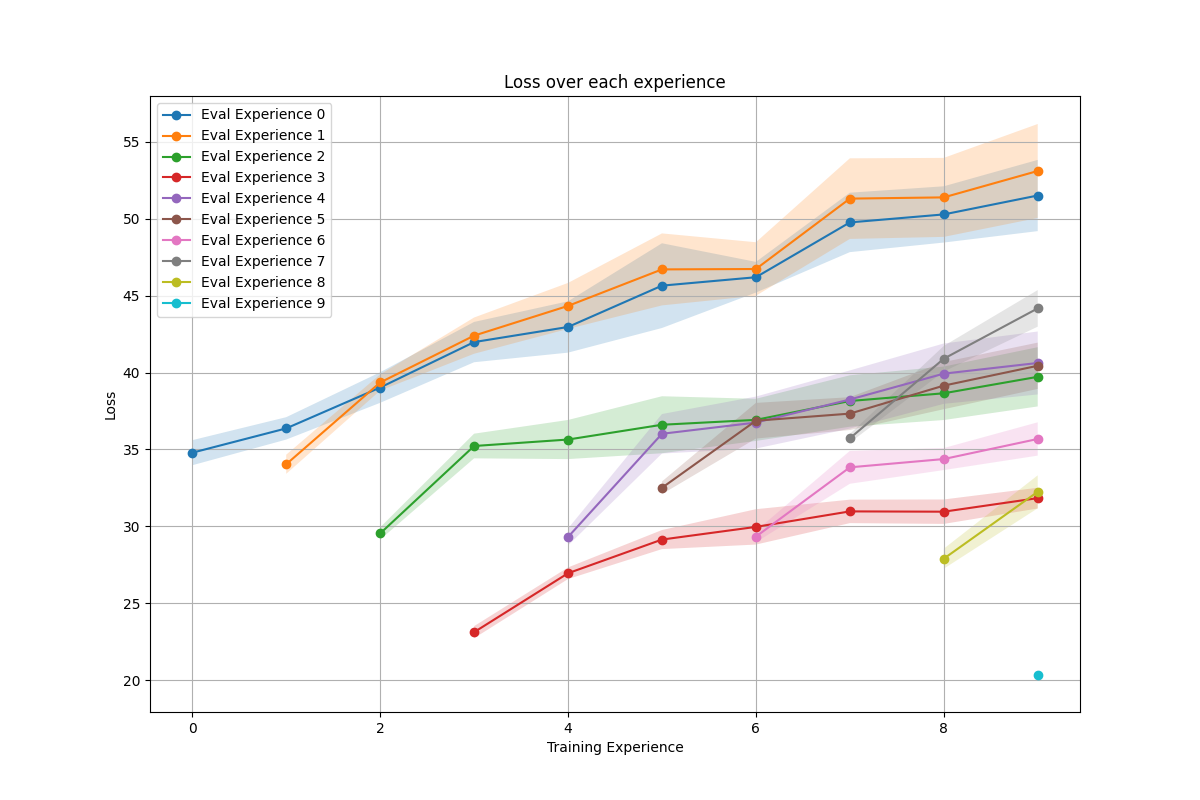 Loss over each experience
Eval Experience 0
Eval Experience 1
Eval Experience 2
Eval Experience 3
Eval Experience 4
Eval Experience 5
Eval Experience 6
Eval Experience 7
Eval Experience 8
Eval Experience 9
55
50
45
40
35
30
25
20
Loss
0 2 4 6 8
Training Experience